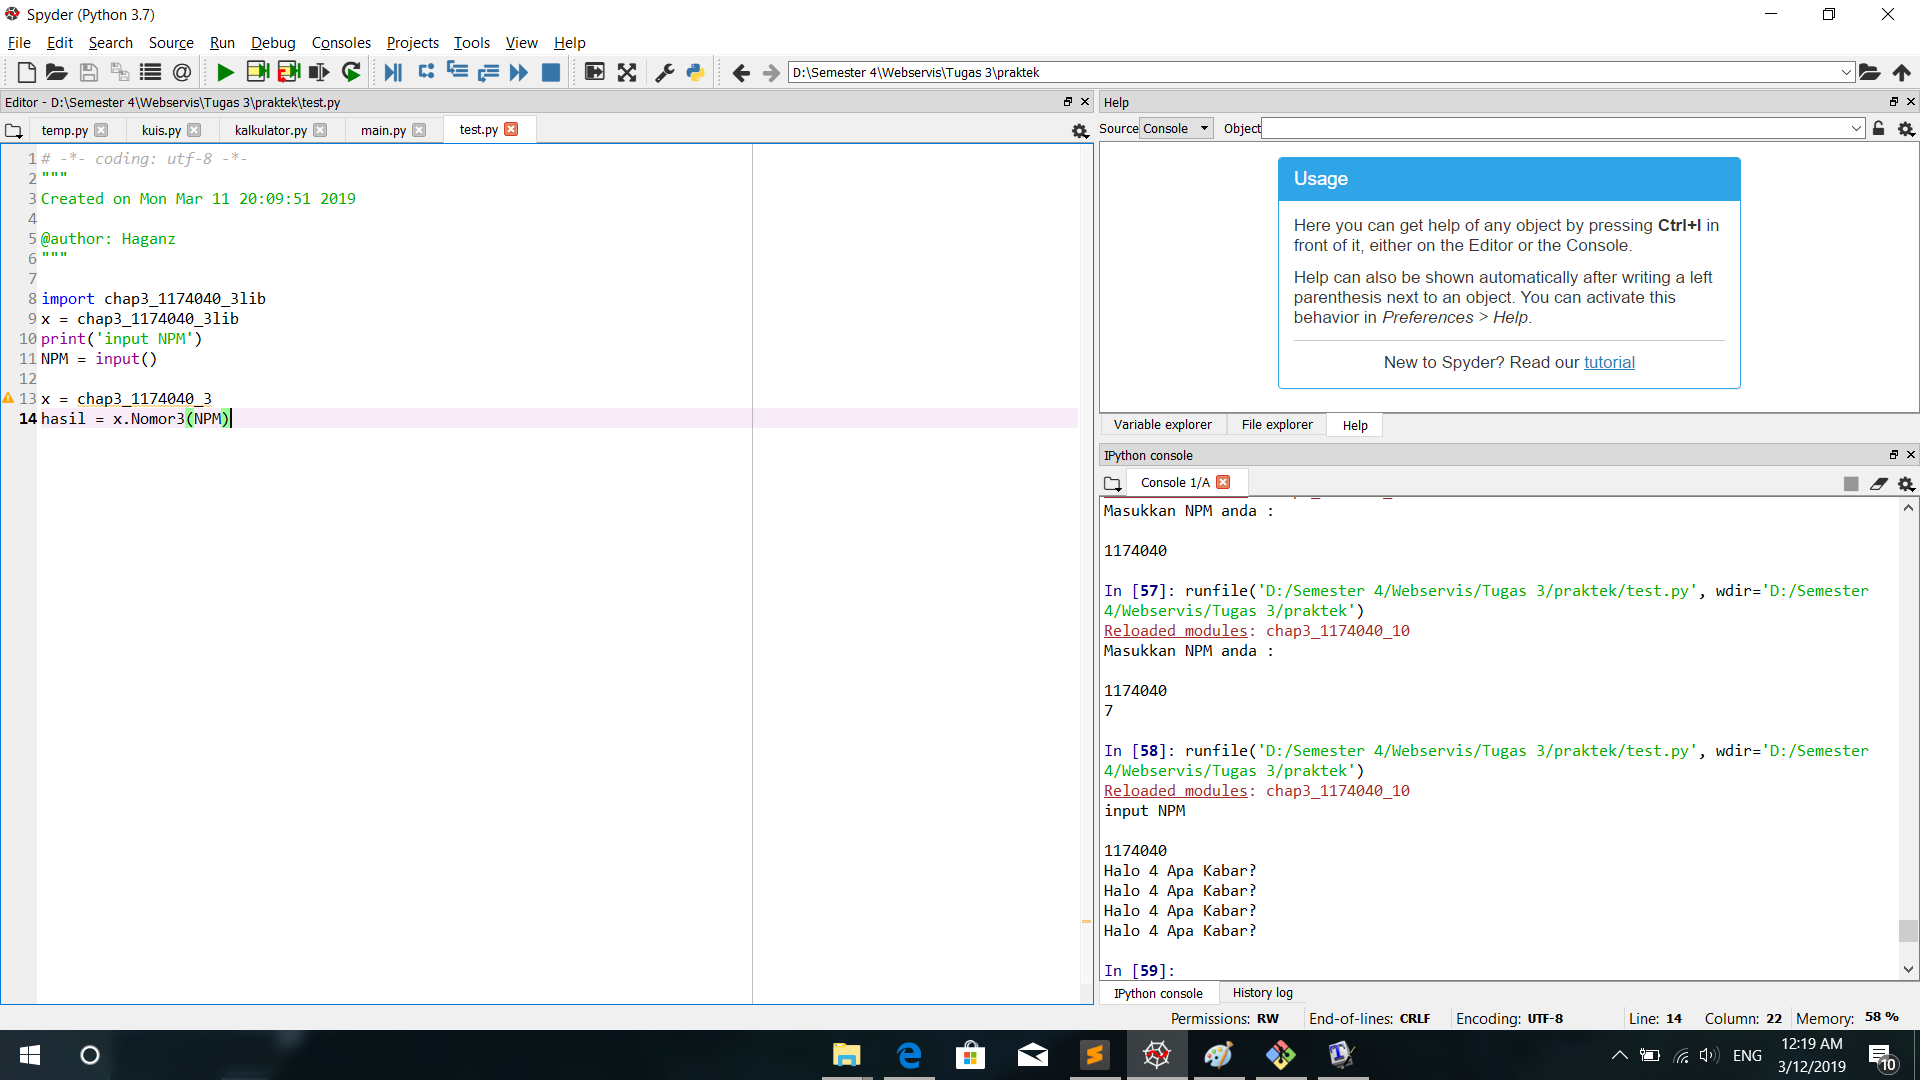 Spyder (Python 3.7)
File Edit Search Source Run Debug Consoles Projects Tools View Help
D:\Semester 4\Webservis\Tugas 3\praktek
Editor - D:\Semester 4\Webservis\Tugas 3\praktek\test.py
temp.py kuis.py kalkulator.py main.py test.py
1 # -*- coding: utf-8 -*-
2 """
3 Created on Mon Mar 11 20:09:51 2019
4
5 @author: Haganz
6 """
7
8 import chap3_1174040_3lib
9 x = chap3_1174040_3lib
10 print('input NPM')
11 NPM = input()
12
13 x = chap3_1174040_3
14 hasil = x.Nomor3(NPM)
Help
Source Console Object
Usage
Here you can get help of any object by pressing Ctrl+I in
front of it, either on the Editor or the Console.
Help can also be shown automatically after writing a left
parenthesis next to an object. You can activate this
behavior in Preferences > Help.
New to Spyder? Read our tutorial
Variable explorer File explorer Help
IPython console
Console 1/A
Masukkan NPM anda :
1174040
In [57]: runfile('D:/Semester 4/Webservis/Tugas 3/praktek/test.py', wdir='D:/Semester
4/Webservis/Tugas 3/praktek')
Reloaded modules: chap3_1174040_10
Masukkan NPM anda :
1174040
7
In [58]: runfile('D:/Semester 4/Webservis/Tugas 3/praktek/test.py', wdir='D:/Semester
4/Webservis/Tugas 3/praktek')
Reloaded modules: chap3_1174040_10
input NPM
1174040
Halo 4 Apa Kabar?
Halo 4 Apa Kabar?
Halo 4 Apa Kabar?
Halo 4 Apa Kabar?
In [59]:
IPython console History log
Permissions: RW End-of-lines: CRLF Encoding: UTF-8 Line: 14 Column: 22 Memory: 58 %
ENG
12:19 AM
3/12/2019
10